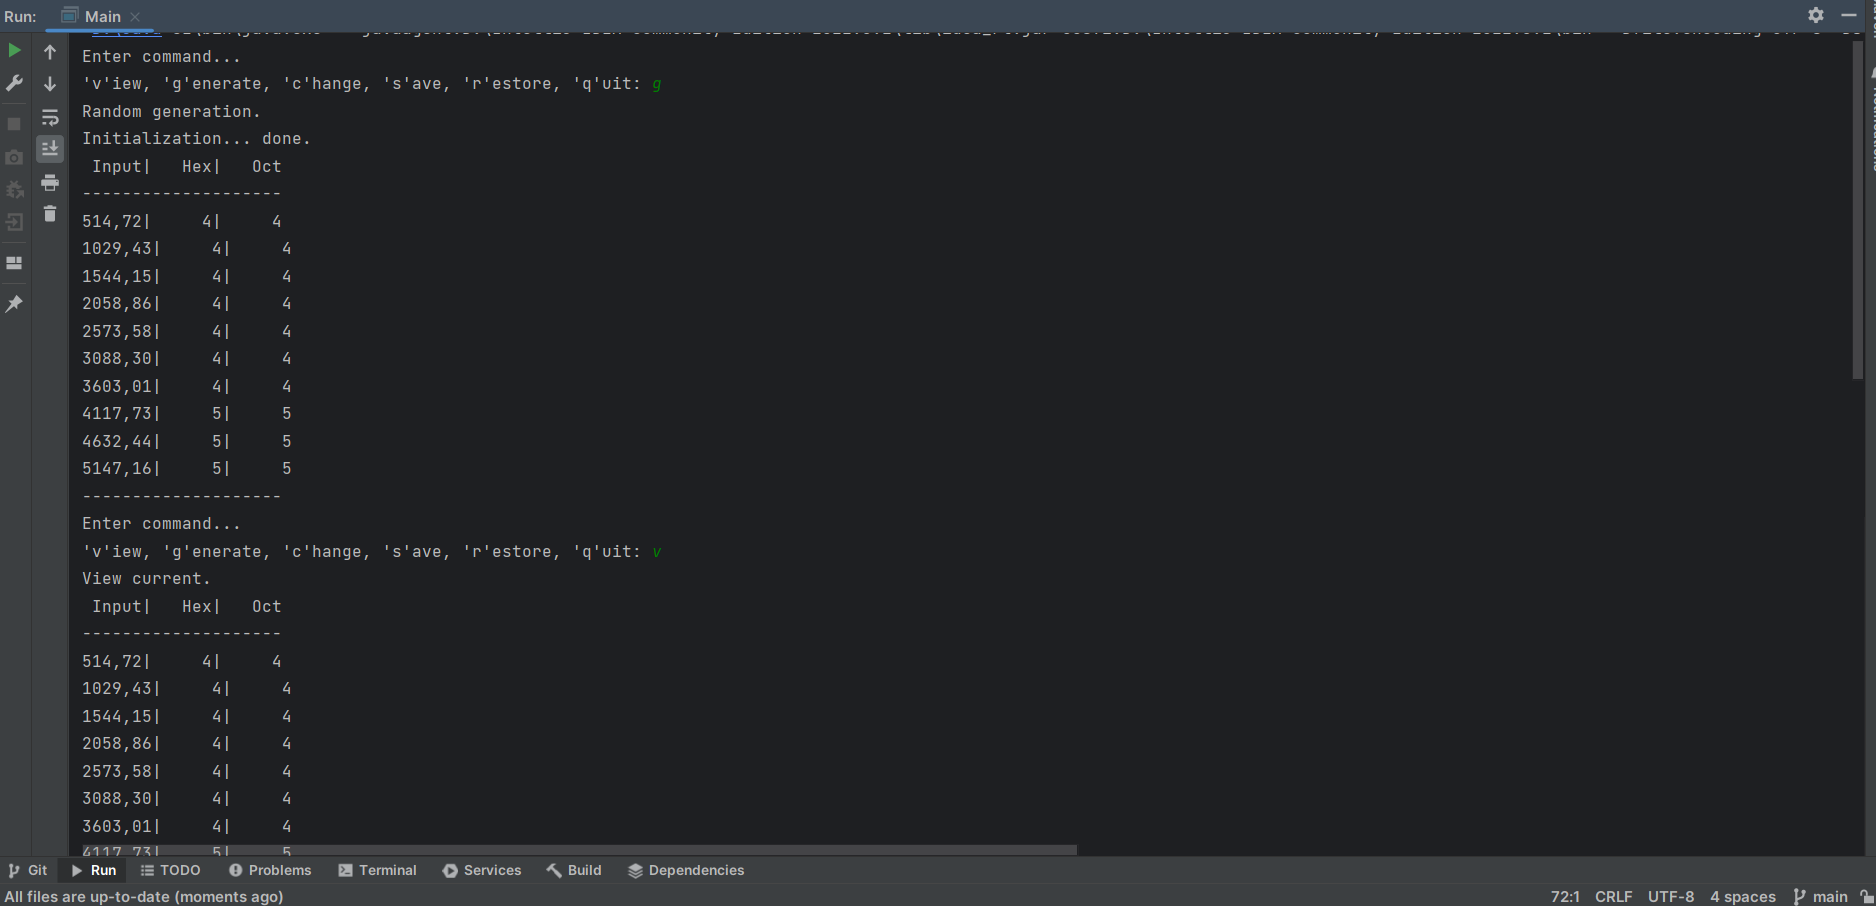 Run: Main
Enter command...
'v'iew, 'g'enerate, 'c'hange, 's'ave, 'r'estore, 'q'uit: g
Random generation.
Initialization... done.
 Input|   Hex|   Oct
--------------------
514,72|     4|     4
1029,43|     4|     4
1544,15|     4|     4
2058,86|     4|     4
2573,58|     4|     4
3088,30|     4|     4
3603,01|     4|     4
4117,73|     5|     5
4632,44|     5|     5
5147,16|     5|     5
--------------------
Enter command...
'v'iew, 'g'enerate, 'c'hange, 's'ave, 'r'estore, 'q'uit: v
View current.
 Input|   Hex|   Oct
--------------------
514,72|     4|     4
1029,43|     4|     4
1544,15|     4|     4
2058,86|     4|     4
2573,58|     4|     4
3088,30|     4|     4
3603,01|     4|     4
4117,73|     5|     5
Git Run TODO Problems Terminal Services Build Dependencies
All files are up-to-date (moments ago) 72:1 CRLF UTF-8 4 spaces main